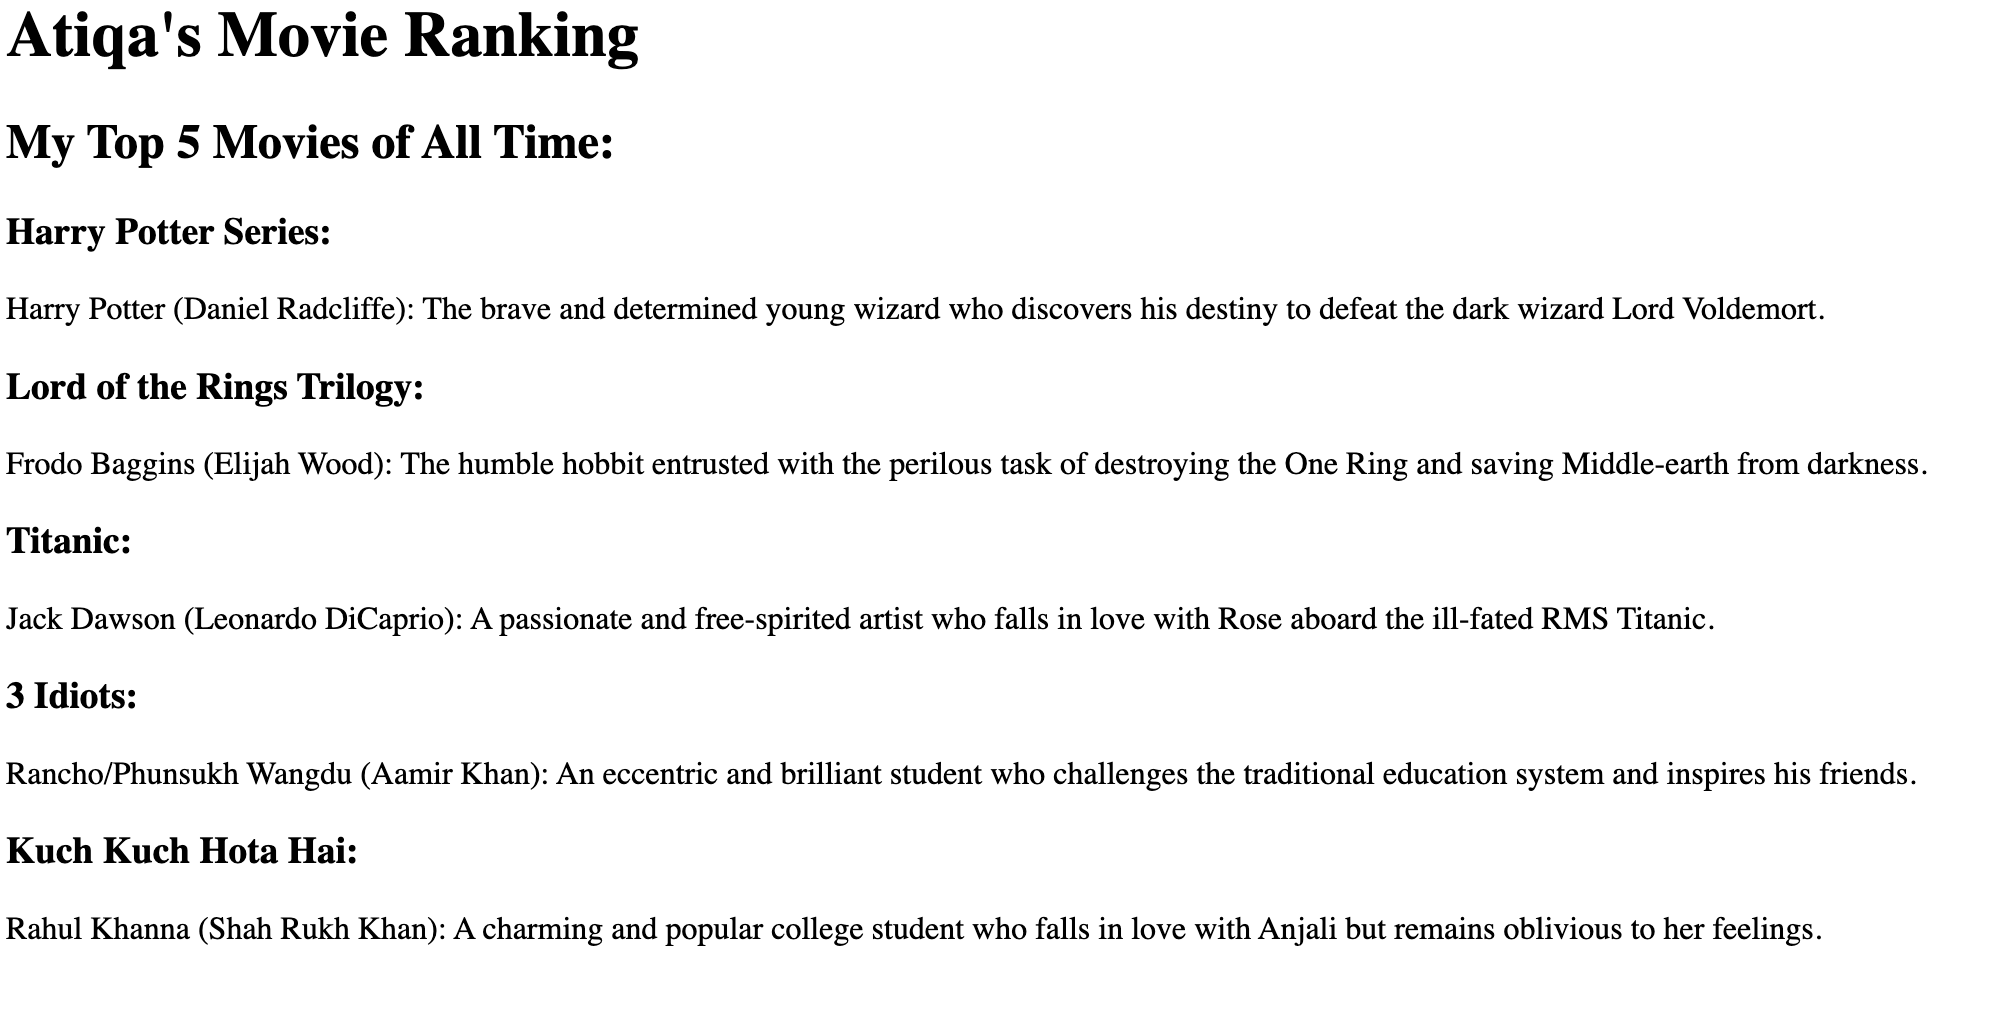 Atiqa's Movie Ranking
My Top 5 Movies of All Time:
Harry Potter Series:
Harry Potter (Daniel Radcliffe): The brave and determined young wizard who discovers his destiny to defeat the dark wizard Lord Voldemort.
Lord of the Rings Trilogy:
Frodo Baggins (Elijah Wood): The humble hobbit entrusted with the perilous task of destroying the One Ring and saving Middle-earth from darkness.
Titanic:
Jack Dawson (Leonardo DiCaprio): A passionate and free-spirited artist who falls in love with Rose aboard the ill-fated RMS Titanic.
3 Idiots:
Rancho/Phunsukh Wangdu (Aamir Khan): An eccentric and brilliant student who challenges the traditional education system and inspires his friends.
Kuch Kuch Hota Hai:
Rahul Khanna (Shah Rukh Khan): A charming and popular college student who falls in love with Anjali but remains oblivious to her feelings.